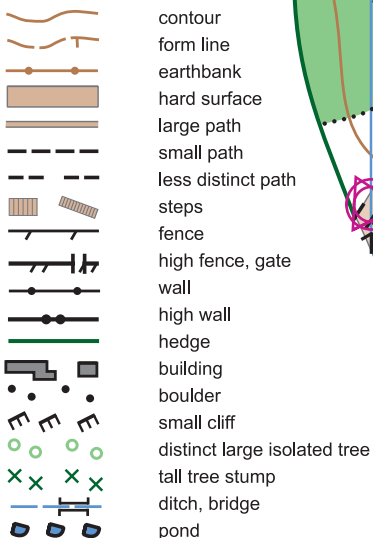 contour
form line
earthbank
hard surface
large path
small path
less distinct path
steps
fence
high fence, gate
wall
high wall
hedge
building
boulder
small cliff
distinct large isolated tree
tall tree stump
ditch, bridge
pond